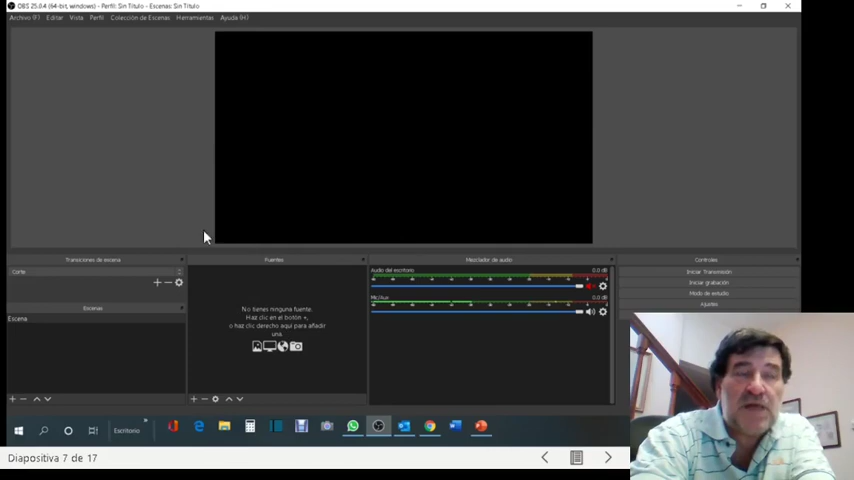 OBS 25.0.4 (64-bit, windows) - Perfil: Sin Título - Escenas: Sin Título
Archivo (F) Editar Vista Perfil Colección de Escenas Herramientas Ayuda (H)
Transiciones de escena
Corte
Escenas
Escena
Fuentes
No tienes ninguna fuente.
Haz clic en el botón +,
o haz clic derecho aquí para añadir
una.
Mezclador de audio
Audio del escritorio 0.0 dB
Mic/Aux 0.0 dB
Controles
Iniciar Transmisión
Iniciar grabación
Modo de estudio
Ajustes
Escritorio
Diapositiva 7 de 17